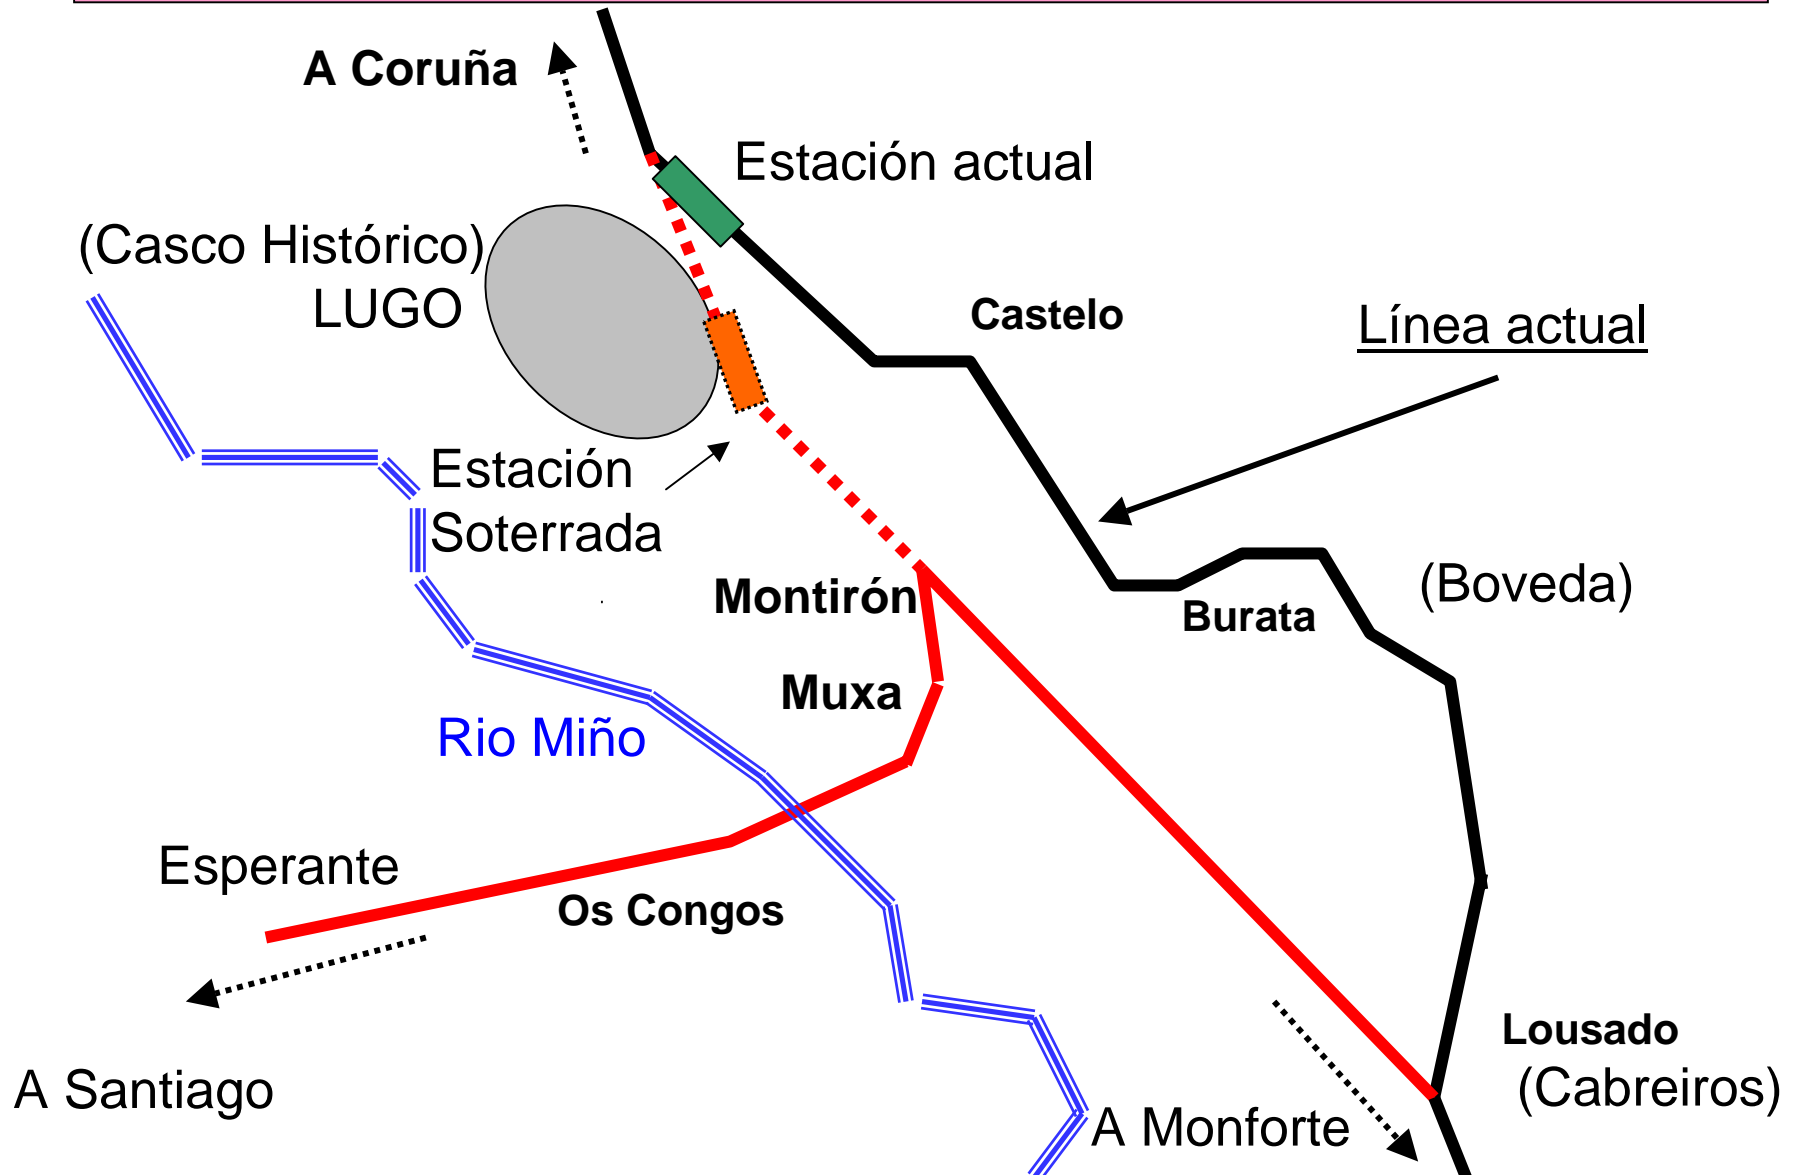 A Coruña
Estación actual
(Casco Histórico)
LUGO
Castelo
Línea actual
Estación
Soterrada
Montirón
(Boveda)
Burata
Muxa
Rio Miño
Esperante
Os Congos
Lousado
(Cabreiros)
A Santiago
A Monforte